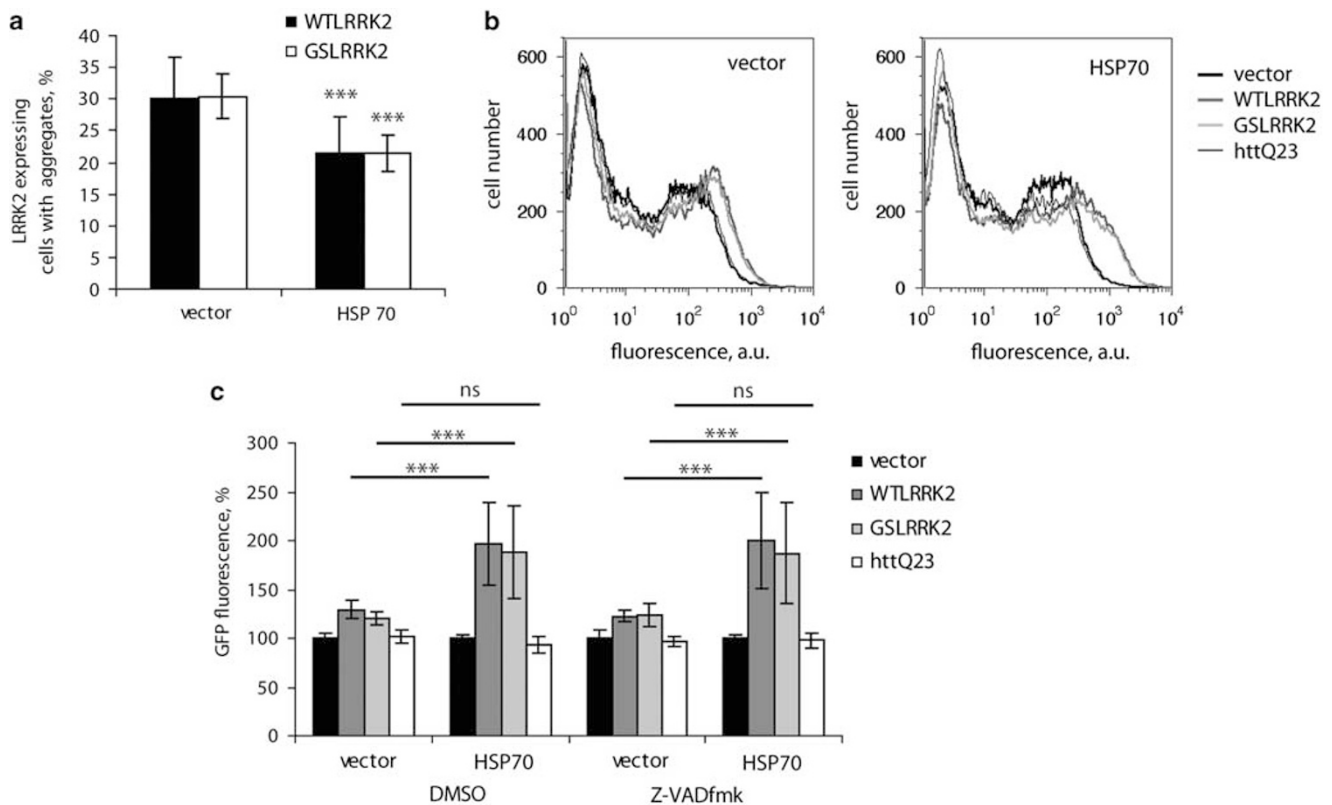 a
WTLRRK2
GSLRRK2
LRRK2 expressing
cells with aggregates, %
40
35
30
25
20
15
10
5
0
***
***
vector
HSP 70
b
vector
cell number
600
400
200
0
10^0 10^1 10^2 10^3 10^4
fluorescence, a.u.
HSP70
cell number
600
400
200
0
10^0 10^1 10^2 10^3 10^4
fluorescence, a.u.
vector
WTLRRK2
GSLRRK2
httQ23
c
ns
***
***
ns
***
***
GFP fluorescence, %
300
250
200
150
100
50
0
vector
HSP70
vector
HSP70
DMSO
Z-VADfmk
vector
WTLRRK2
GSLRRK2
httQ23